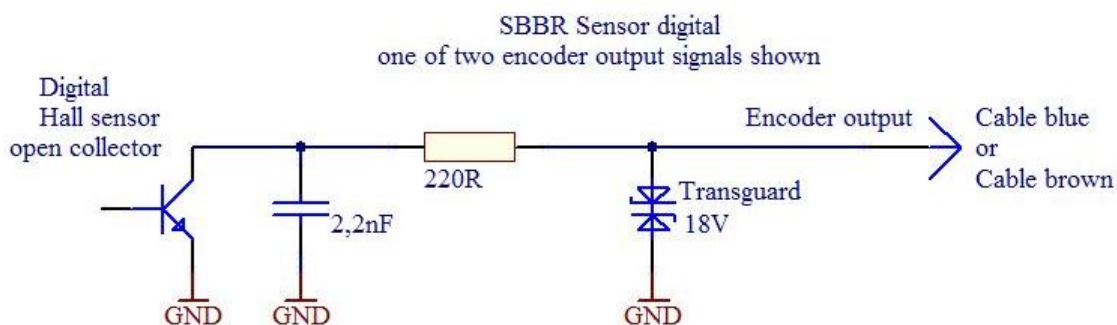 SBBR Sensor digital
one of two encoder output signals shown
Digital
Hall sensor
open collector
Encoder output
Cable blue
or
Cable brown
220R
2,2nF
Transguard
18V
GND
GND
GND